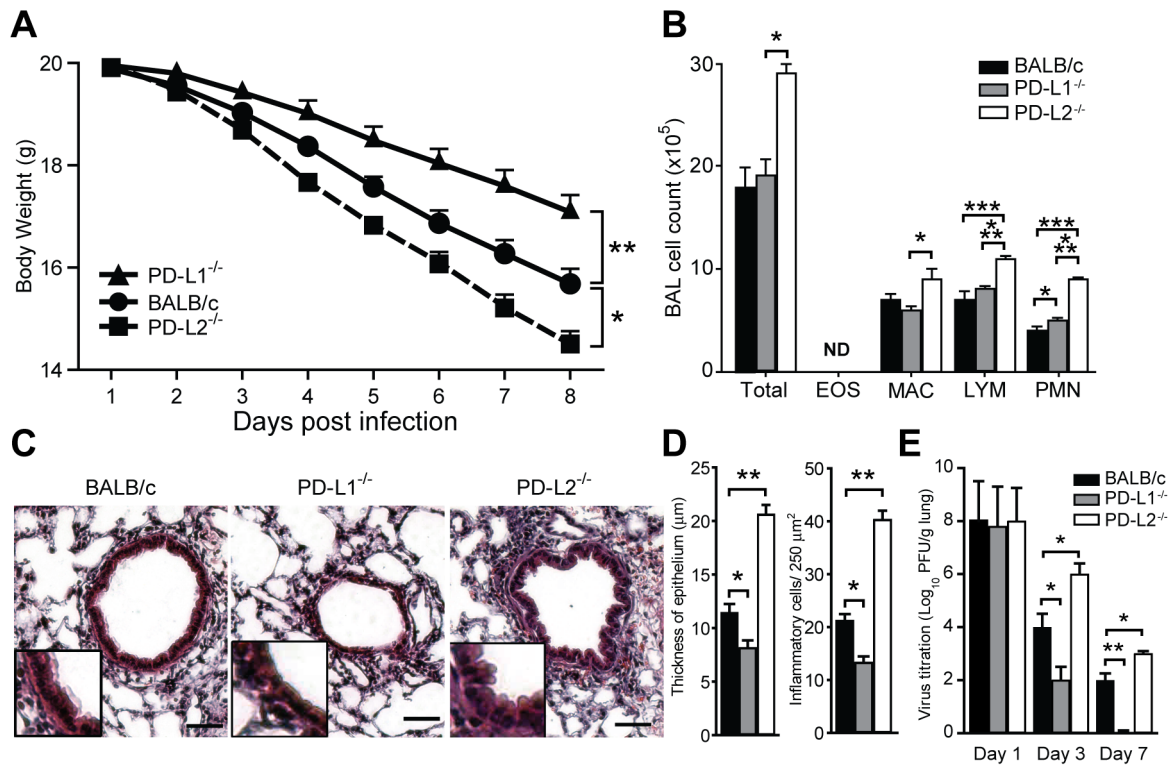 A
20
18
16
14
Body Weight (g)
PD-L1-/-
BALB/c
PD-L2-/-
**
*
1 2 3 4 5 6 7 8
Days post infection
B
30
20
10
0
BAL cell count (x10⁵)
BALB/c
PD-L1-/-
PD-L2-/-
*
ND
*
***
*
**
***
*
**
*
Total EOS MAC LYM PMN
C
BALB/c PD-L1-/- PD-L2-/-
D
25
20
15
10
5
0
Thickness of epithelium (μm)
**
*
50
40
30
20
10
0
Inflammatory cells/ 250 μm²
**
*
E
10
8
6
4
2
0
Virus titration (Log₁₀ PFU/g lung)
BALB/c
PD-L1-/-
PD-L2-/-
*
*
*
**
Day 1 Day 3 Day 7